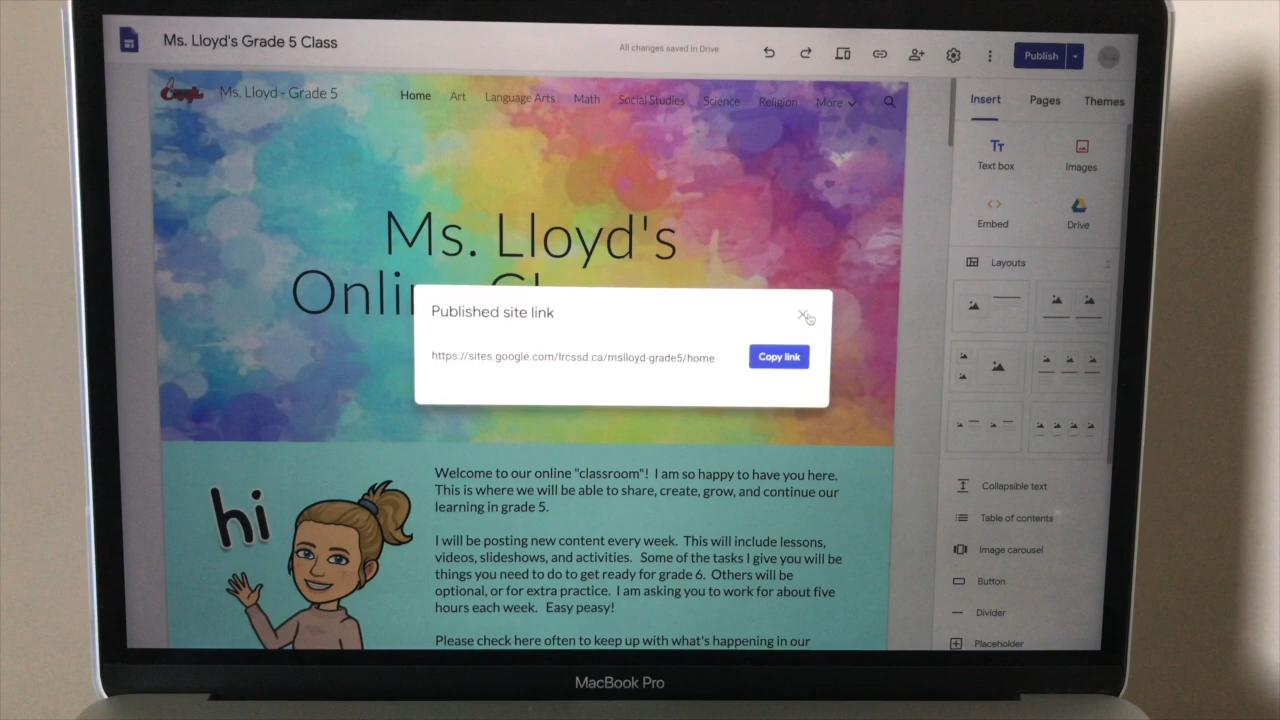 Ms. Lloyd's Grade 5 Class
All changes saved in Drive
Publish
Ms. Lloyd - Grade 5
Home Art Language Arts Math Social Studies Science Religion More
Insert Pages Themes
Text box Images
Embed Drive
Layouts
Ms. Lloyd's
Published site link
https://sites.google.com/lrcssd.ca/mslloyd-grade5/home
Copy link
hi
Welcome to our online "classroom"! I am so happy to have you here.
This is where we will be able to share, create, grow, and continue our
learning in grade 5.
I will be posting new content every week. This will include lessons,
videos, slideshows, and activities. Some of the tasks I give you will be
things you need to do to get ready for grade 6. Others will be
optional, or for extra practice. I am asking you to work for about five
hours each week. Easy peasy!
Please check here often to keep up with what's happening in our
Collapsible text
Table of contents
Image carousel
Button
Divider
Placeholder
MacBook Pro